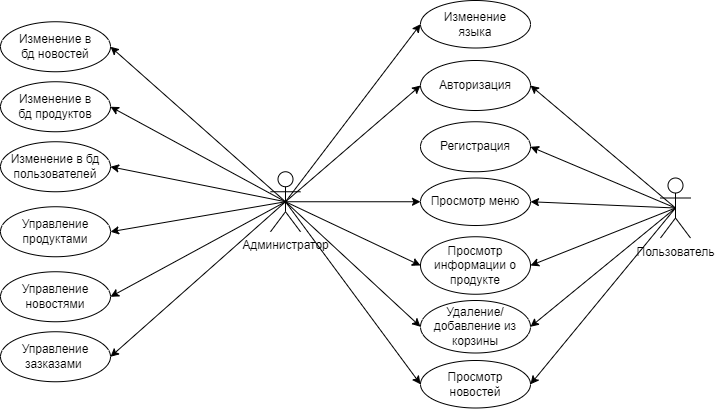 Изменение в
бд новостей
Изменение в
бд продуктов
Изменение в бд
пользователей
Управление
продуктами
Управление
новостями
Управление
зазказами
Администратор
Изменение
языка
Авторизация
Регистрация
Просмотр меню
Просмотр
информации о
продукте
Удаление/
добавление из
корзины
Просмотр
новостей
Пользователь